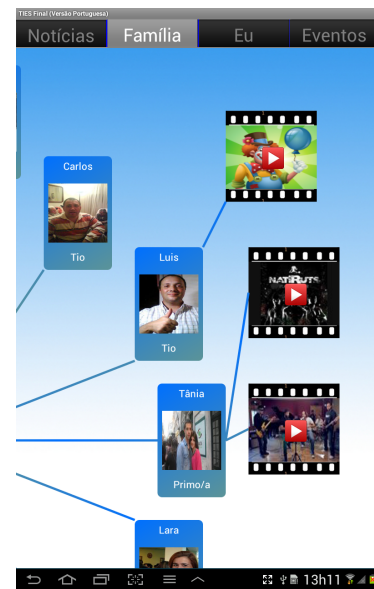 TIES Final (Versão Portuguesa)
Notícias Família Eu Eventos
Carlos
Tio
Luis
Tio
NATIRUTS
Tânia
Primo/a
Lara
13h11